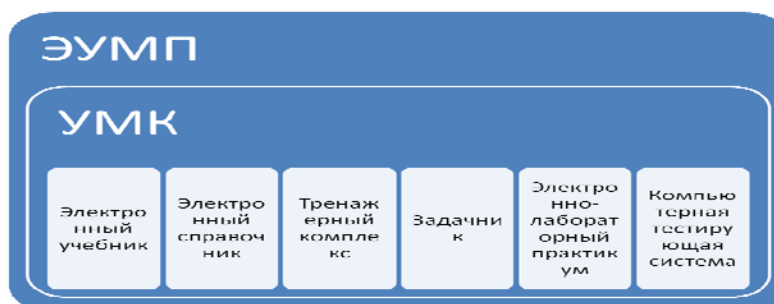 ЭУМП
УМК
Электро
нный
учебник
Электро
нный
справоч
ник
Тренаж
ерный
компле
кс
Задачни
к
Электро
нно-
лаборат
орный
практик
ум
Компью
терная
тестиру
ющая
система